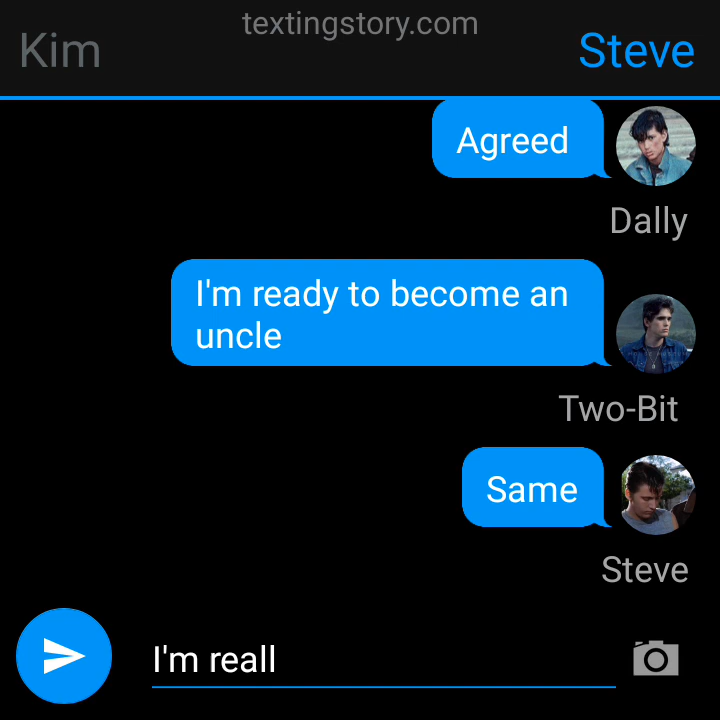 textingstory.com
Kim
Steve
Agreed
Dally
I'm ready to become an
uncle
Two-Bit
Same
Steve
I'm reall